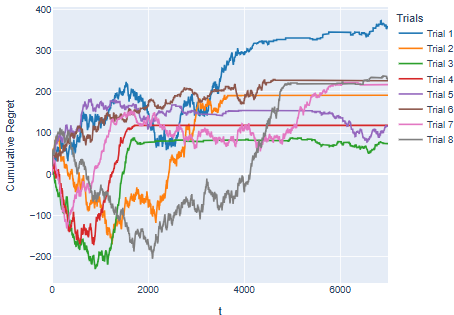 Trials
Trial 1
Trial 2
Trial 3
Trial 4
Trial 5
Trial 6
Trial 7
Trial 8
Cumulative Regret
400
300
200
100
0
−100
−200
0
2000
4000
6000
t